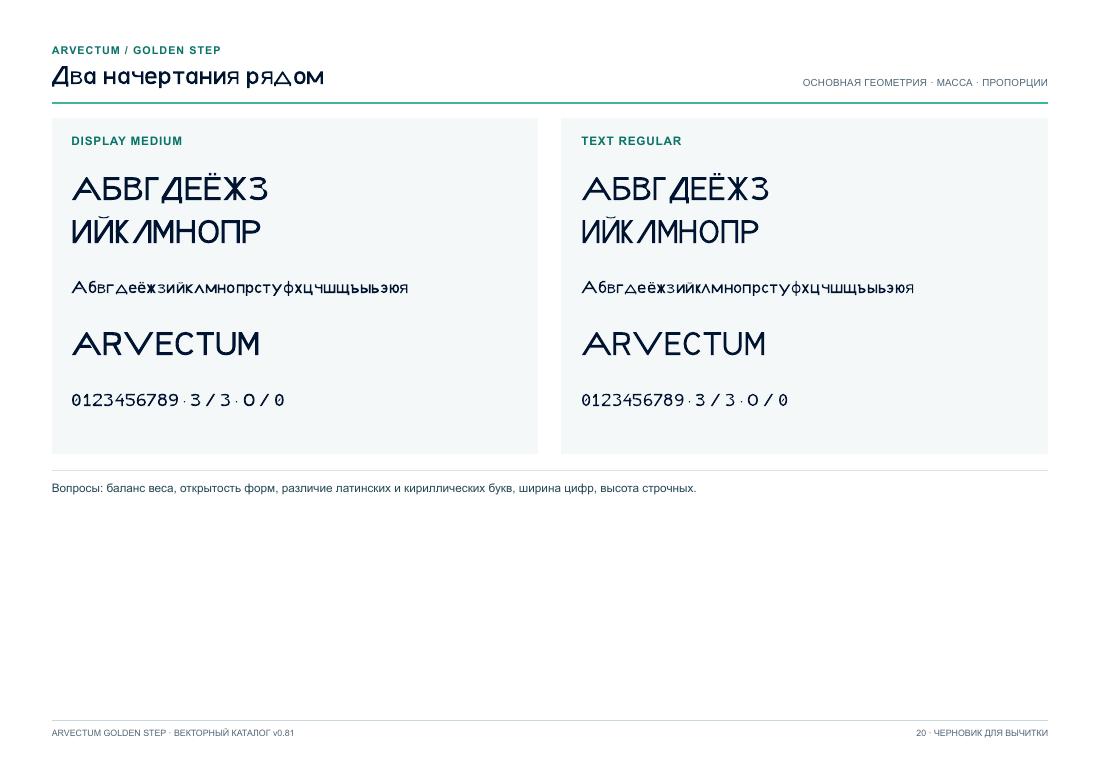 ARVECTUM / GOLDEN STEP
Два начертания рядом
ОСНОВНАЯ ГЕОМЕТРИЯ · МАССА · ПРОПОРЦИИ
DISPLAY MEDIUM
АБВГДЕЁЖЗ
ИЙКЛМНОПР
Абвгдеёжзийклмнопрстуфхцчшщъыьэюя
ARVECTUM
0123456789 · З / 3 · O / 0
TEXT REGULAR
АБВГДЕЁЖЗ
ИЙКЛМНОПР
Абвгдеёжзийклмнопрстуфхцчшщъыьэюя
ARVECTUM
0123456789 · З / 3 · O / 0
Вопросы: баланс веса, открытость форм, различие латинских и кириллических букв, ширина цифр, высота строчных.
ARVECTUM GOLDEN STEP · ВЕКТОРНЫЙ КАТАЛОГ v0.81
20 · ЧЕРНОВИК ДЛЯ ВЫЧИТКИ